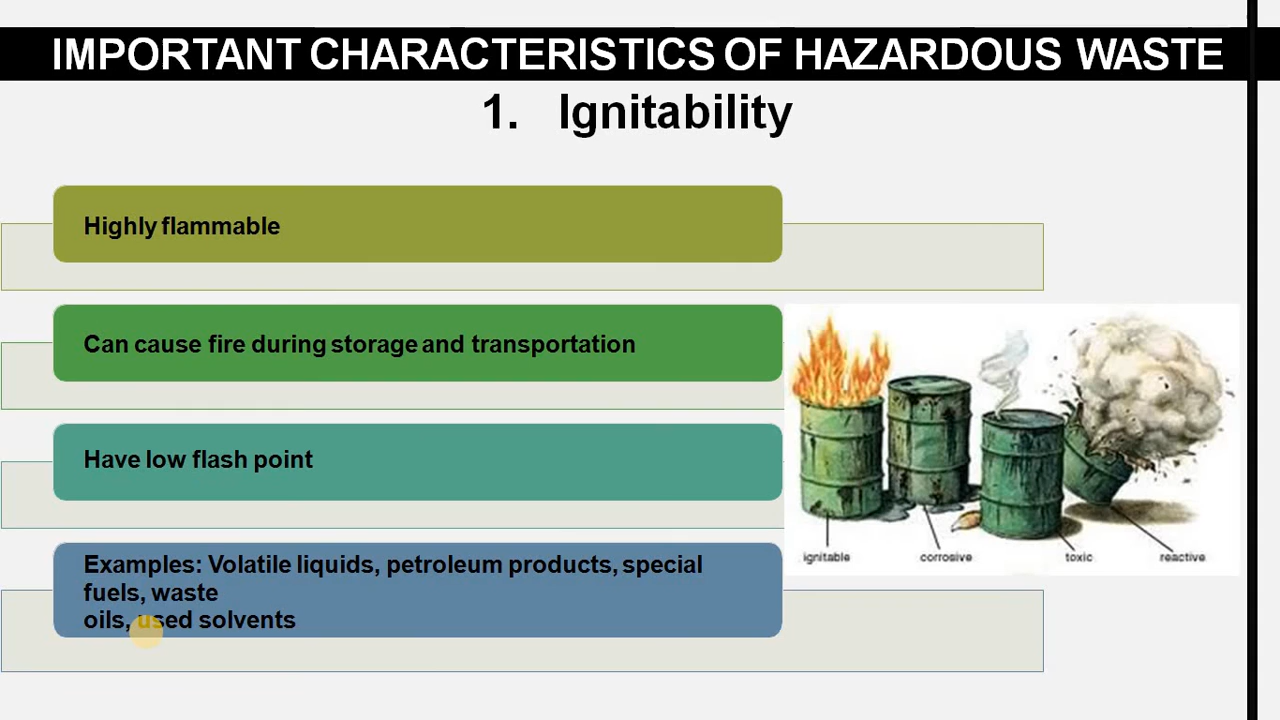 IMPORTANT CHARACTERISTICS OF HAZARDOUS WASTE
1. Ignitability
Highly flammable
Can cause fire during storage and transportation
Have low flash point
Examples: Volatile liquids, petroleum products, special
fuels, waste
oils, used solvents
ignitable corrosive toxic reactive